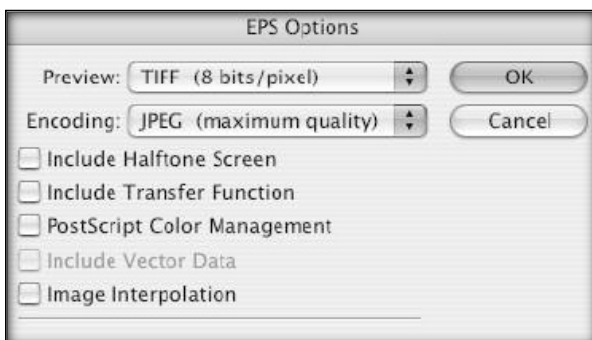 EPS Options
Preview: TIFF (8 bits/pixel) OK
Encoding: JPEG (maximum quality) Cancel
Include Halftone Screen
Include Transfer Function
PostScript Color Management
Include Vector Data
Image Interpolation